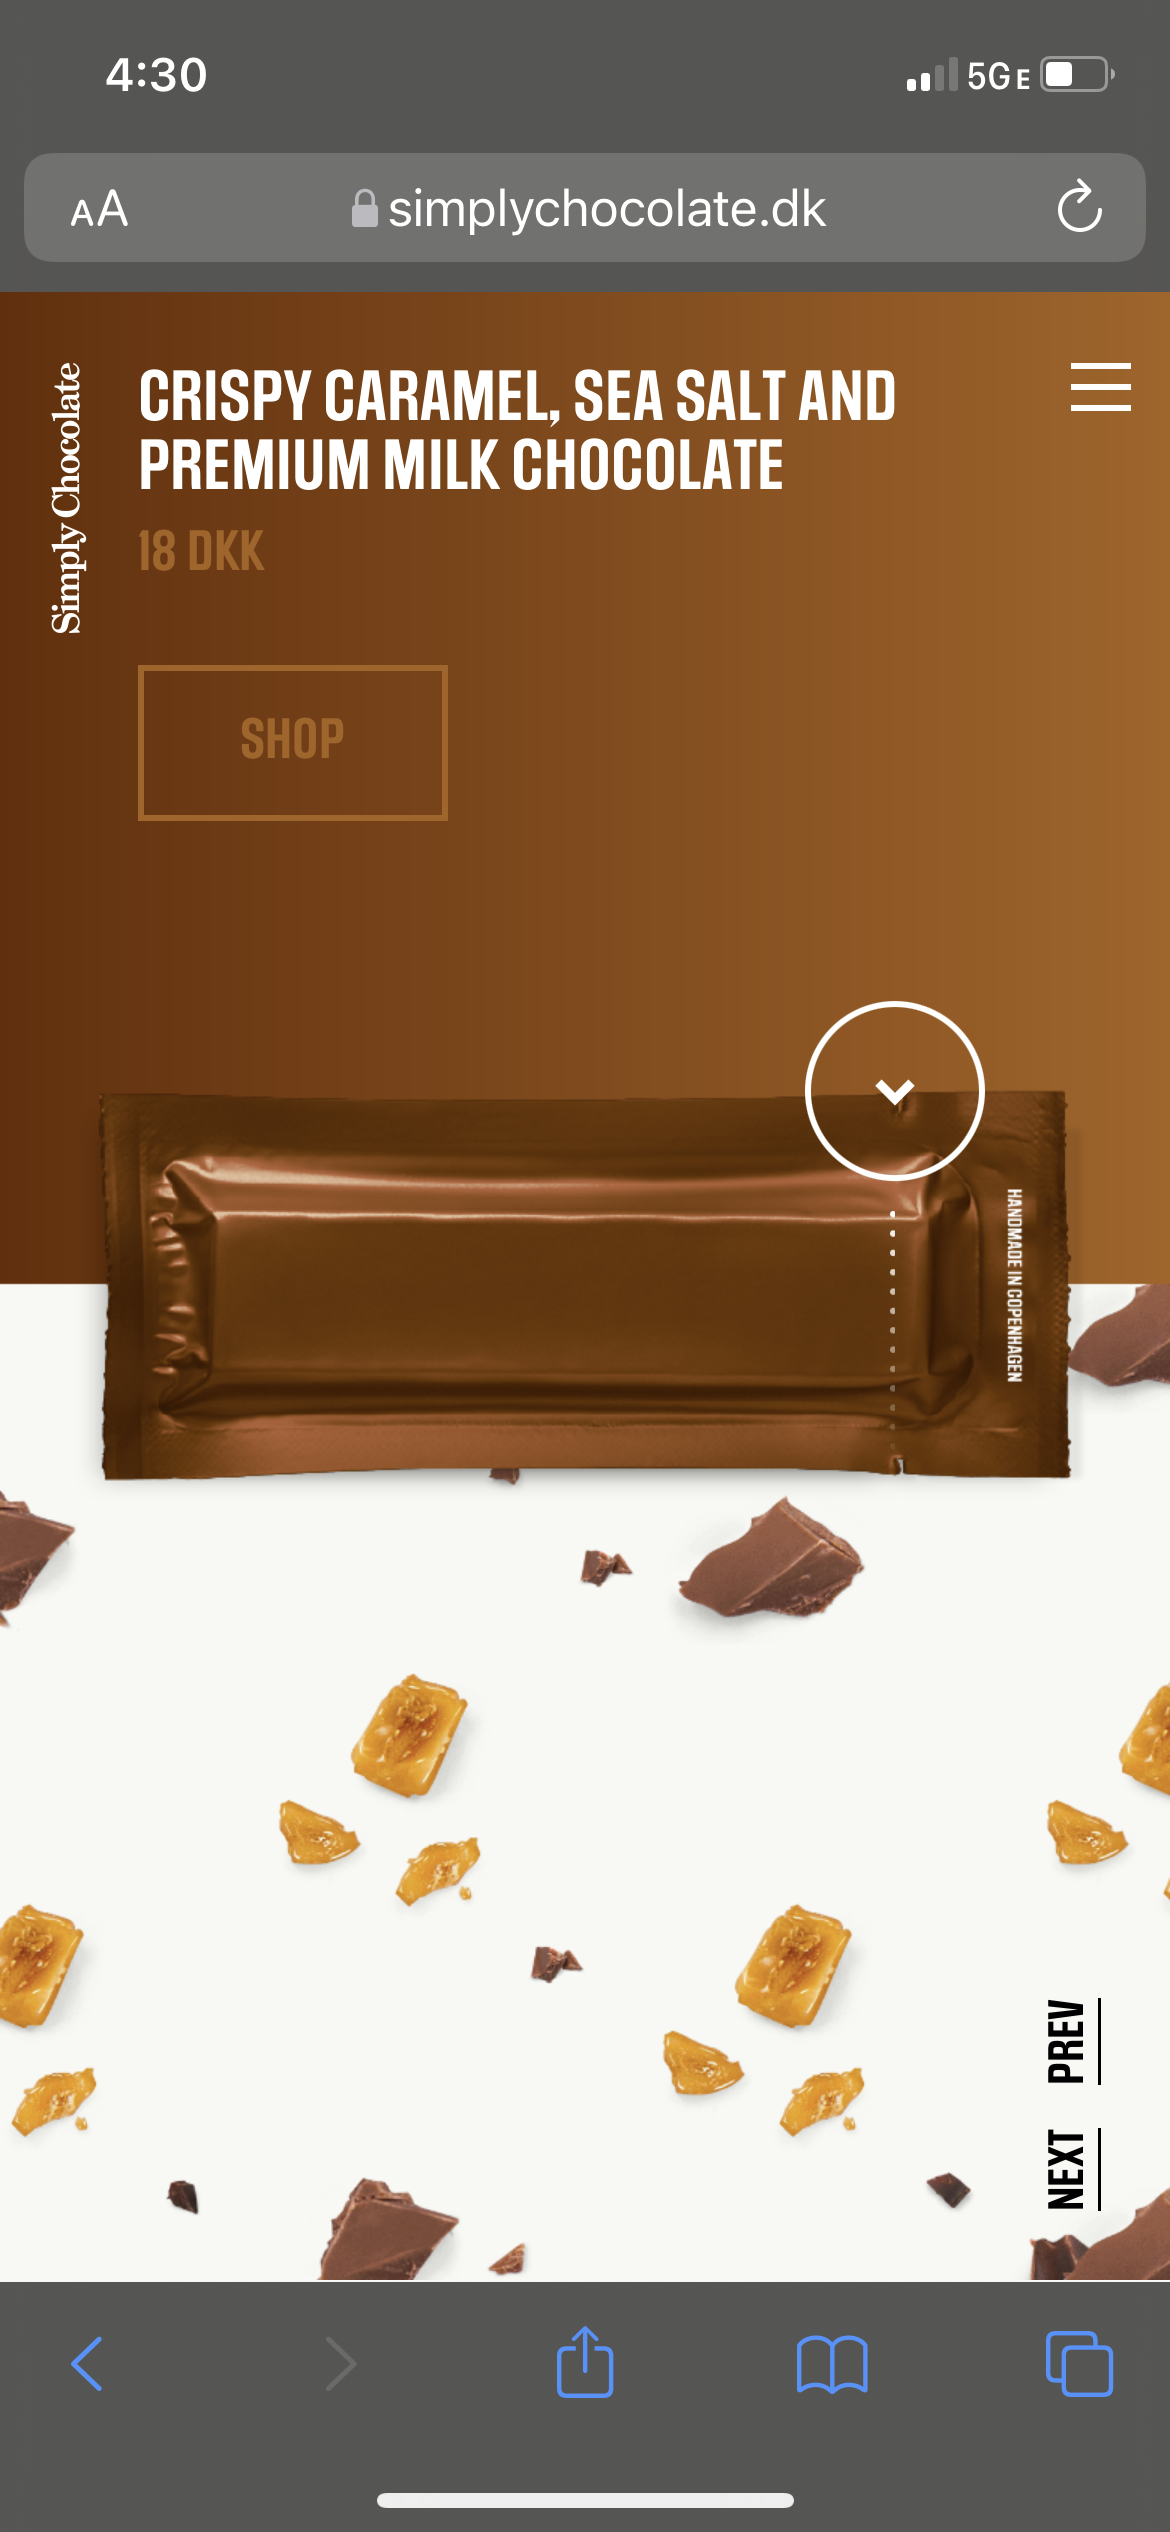 4:30
5GE
AA
simplychocolate.dk
Simply Chocolate
CRISPY CARAMEL, SEA SALT AND
PREMIUM MILK CHOCOLATE
18 DKK
SHOP
HANDMADE IN COPENHAGEN
PREV
NEXT